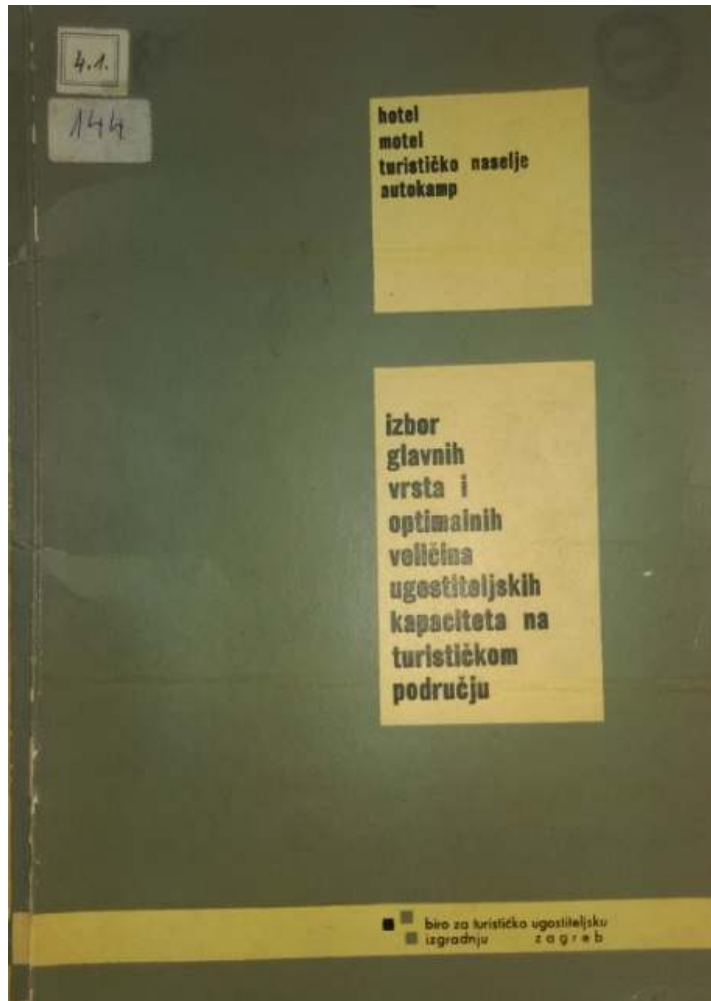 4.1.
144
hotel
motel
turističko naselje
autokamp
izbor
glavnih
vrsta i
optimalnih
veličina
ugostiteljskih
kapaciteta na
turističkom
području
biro za turističko ugostiteljsku
izgradnju zagreb